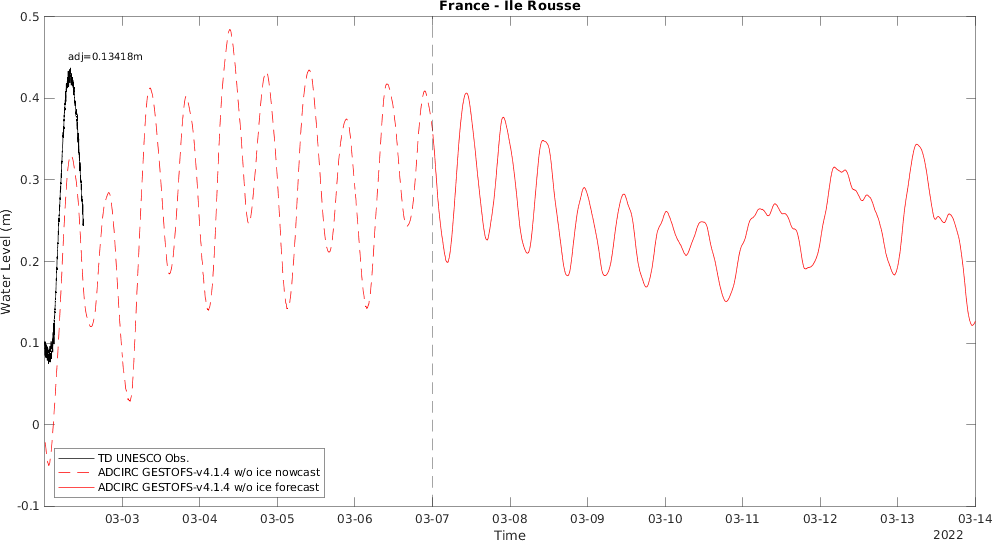 France - Ile Rousse
0.5
adj=0.13418m
0.4
0.3
0.2
0.1
0
-0.1
Water Level (m)
TD UNESCO Obs.
ADCIRC GESTOFS-v4.1.4 w/o ice nowcast
ADCIRC GESTOFS-v4.1.4 w/o ice forecast
03-03 03-04 03-05 03-06 03-07 03-08 03-09 03-10 03-11 03-12 03-13 03-14
Time
2022